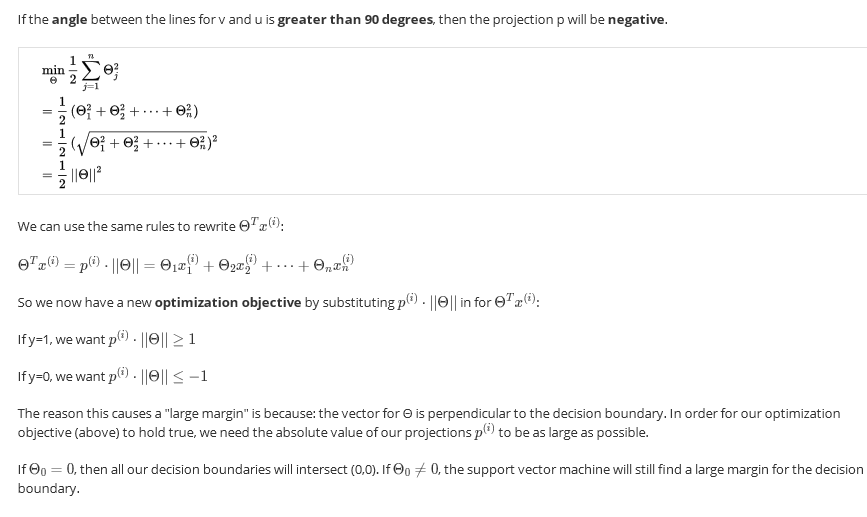 If the angle between the lines for v and u is greater than 90 degrees, then the projection p will be negative.
min_Θ 1/2 ∑_{j=1}^{n} Θ_j^2
= 1/2 (Θ_1^2 + Θ_2^2 + ⋯ + Θ_n^2)
= 1/2 (√(Θ_1^2 + Θ_2^2 + ⋯ + Θ_n^2))^2
= 1/2 ||Θ||^2
We can use the same rules to rewrite Θ^T x^(i):
Θ^T x^(i) = p^(i) · ||Θ|| = Θ_1 x_1^(i) + Θ_2 x_2^(i) + ⋯ + Θ_n x_n^(i)
So we now have a new optimization objective by substituting p^(i) · ||Θ|| in for Θ^T x^(i):
If y=1, we want p^(i) · ||Θ|| ≥ 1
If y=0, we want p^(i) · ||Θ|| ≤ −1
The reason this causes a "large margin" is because: the vector for Θ is perpendicular to the decision boundary. In order for our optimization
objective (above) to hold true, we need the absolute value of our projections p^(i) to be as large as possible.
If Θ_0 = 0, then all our decision boundaries will intersect (0,0). If Θ_0 ≠ 0, the support vector machine will still find a large margin for the decision
boundary.